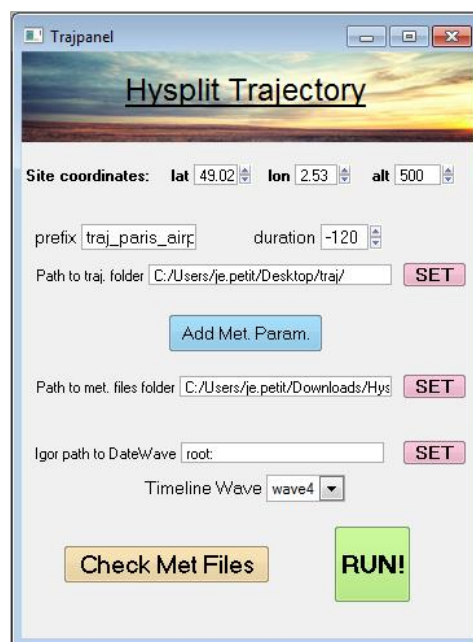 Trajpanel
Hysplit Trajectory
Site coordinates: lat 49.02 lon 2.53 alt 500
prefix traj_paris_airp duration -120
Path to traj. folder C:/Users/je.petit/Desktop/traj/ SET
Add Met. Param.
Path to met. files folder C:/Users/je.petit/Downloads/Hys SET
Igor path to DateWave root: SET
Timeline Wave wave4
Check Met Files RUN!